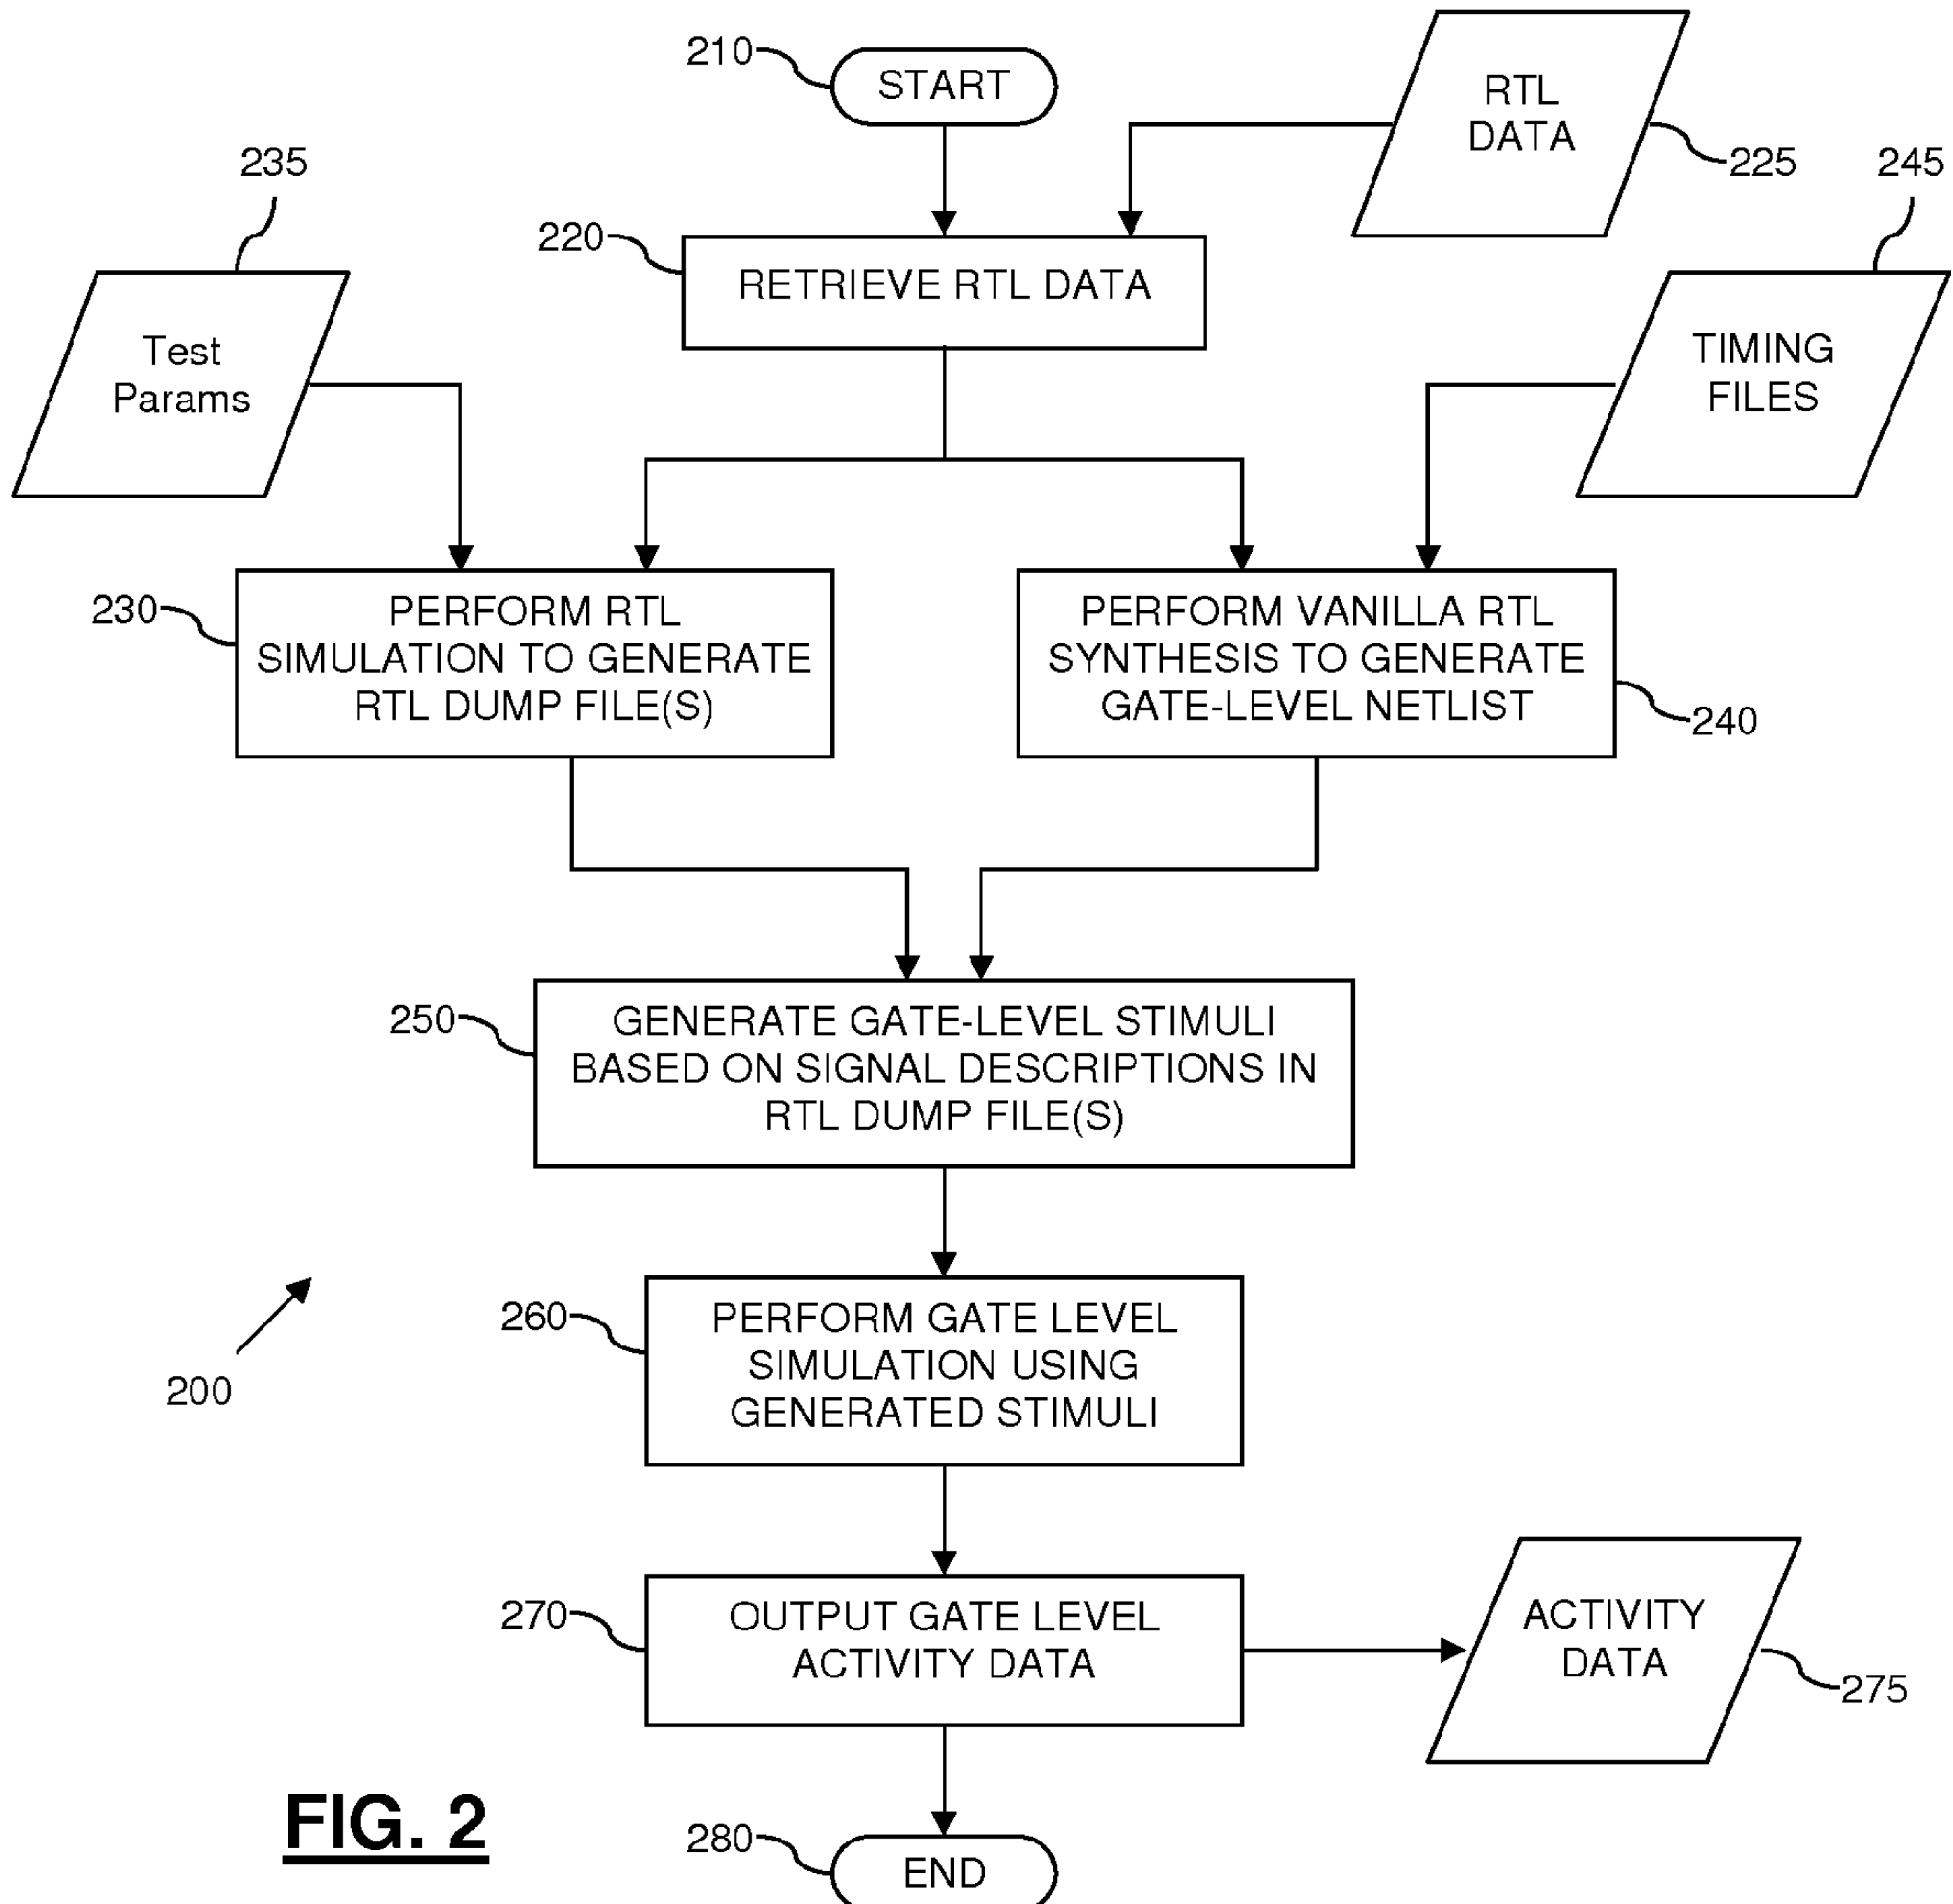 210
START
RTL
DATA
225
235
245
220
RETRIEVE RTL DATA
Test
Params
TIMING
FILES
230
PERFORM RTL
SIMULATION TO GENERATE
RTL DUMP FILE(S)
PERFORM VANILLA RTL
SYNTHESIS TO GENERATE
GATE-LEVEL NETLIST
240
250
GENERATE GATE-LEVEL STIMULI
BASED ON SIGNAL DESCRIPTIONS IN
RTL DUMP FILE(S)
200
260
PERFORM GATE LEVEL
SIMULATION USING
GENERATED STIMULI
270
OUTPUT GATE LEVEL
ACTIVITY DATA
ACTIVITY
DATA
275
FIG. 2
280
END